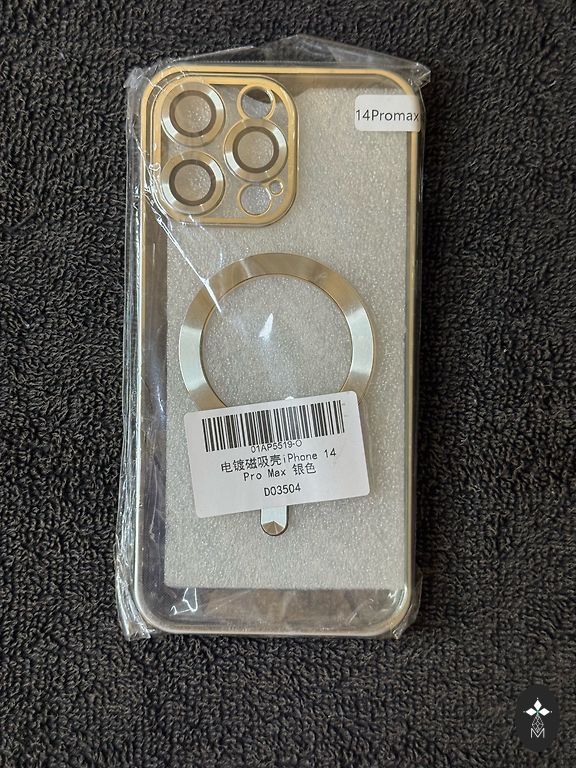 14Promax
01AP5519-O
电镀磁吸壳iPhone 14
Pro Max 银色
D03504